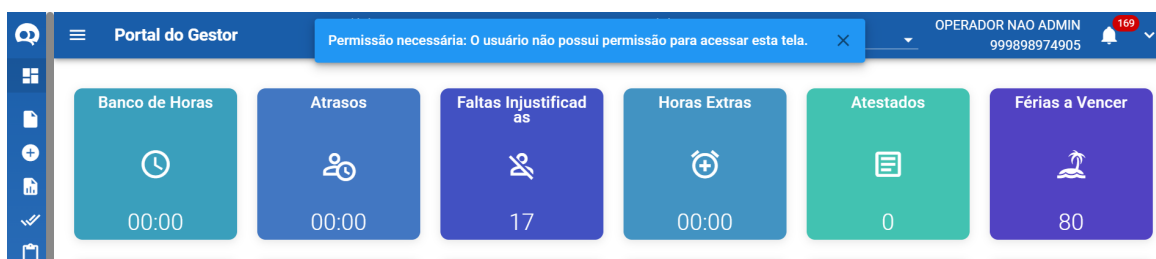 Portal do Gestor
Permissão necessária: O usuário não possui permissão para acessar esta tela.
OPERADOR NAO ADMIN
999898974905
169
Banco de Horas
00:00
Atrasos
00:00
Faltas Injustificad
as
17
Horas Extras
00:00
Atestados
0
Férias a Vencer
80